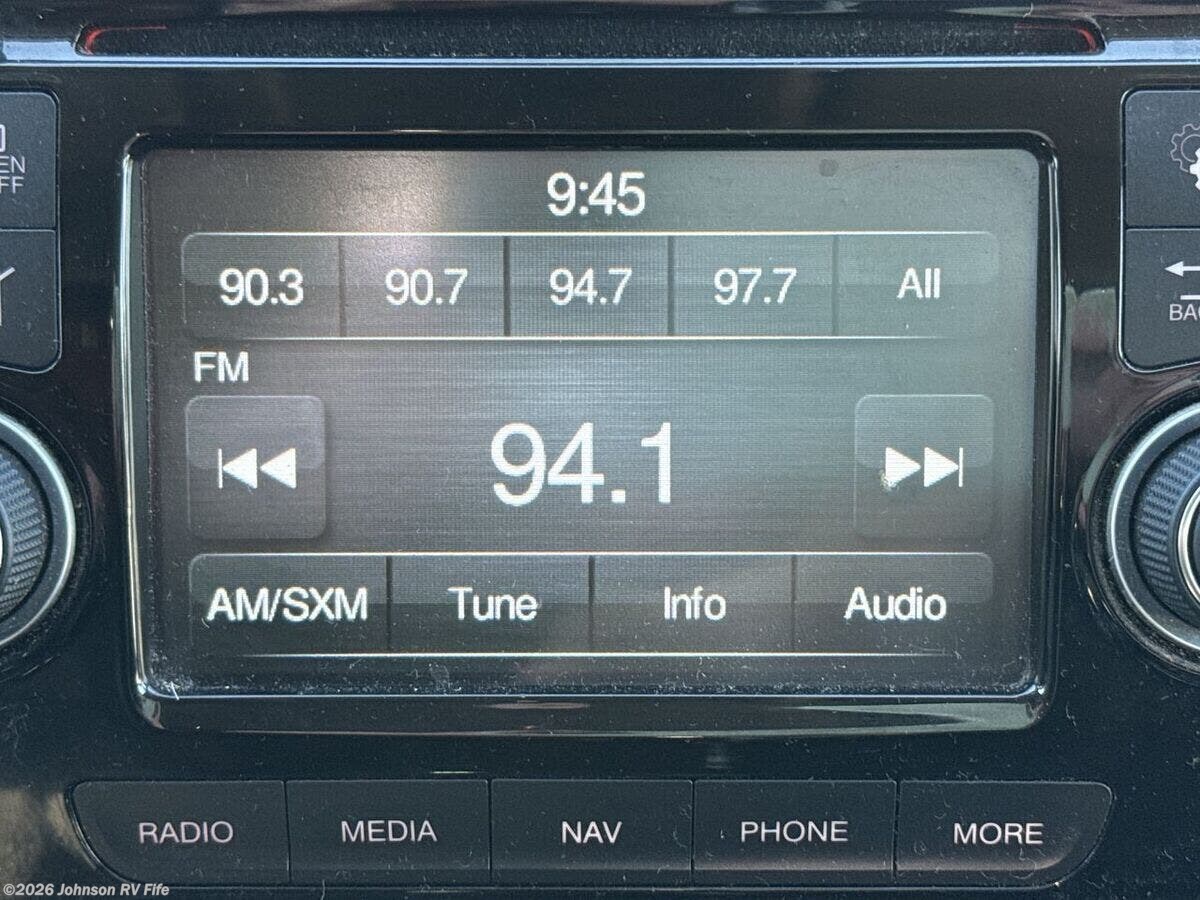 9:45
90.3 90.7 94.7 97.7 All
FM
94.1
AM/SXM Tune Info Audio
RADIO MEDIA NAV PHONE MORE
©2026 Johnson RV Fife